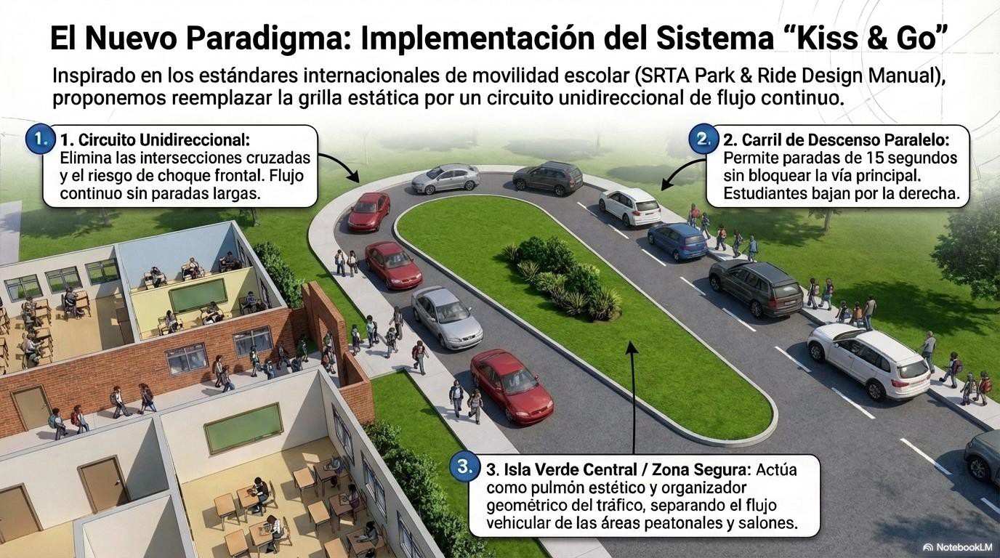 El Nuevo Paradigma: Implementación del Sistema “Kiss & Go”
Inspirado en los estándares internacionales de movilidad escolar (SRTA Park & Ride Design Manual),
proponemos reemplazar la grilla estática por un circuito unidireccional de flujo continuo.
1.
1. Circuito Unidireccional:
Elimina las intersecciones cruzadas
y el riesgo de choque frontal. Flujo
continuo sin paradas largas.
2.
2. Carril de Descenso Paralelo:
Permite paradas de 15 segundos
sin bloquear la vía principal.
Estudiantes bajan por la derecha.
3.
3. Isla Verde Central / Zona Segura: Actúa
como pulmón estético y organizador
geométrico del tráfico, separando el flujo
vehicular de las áreas peatonales y salones.
NotebookLM